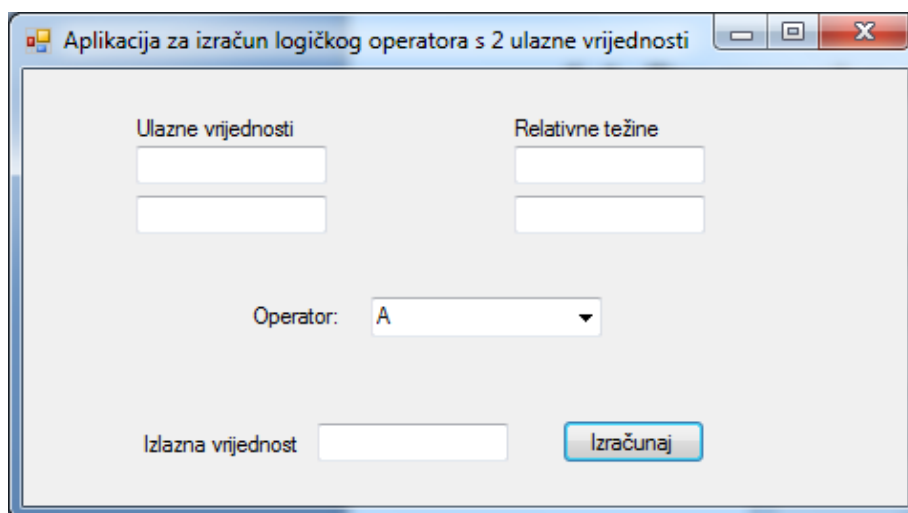 Aplikacija za izračun logičkog operatora s 2 ulazne vrijednosti
Ulazne vrijednosti Relativne težine
Operator: A
Izlazna vrijednost Izračunaj